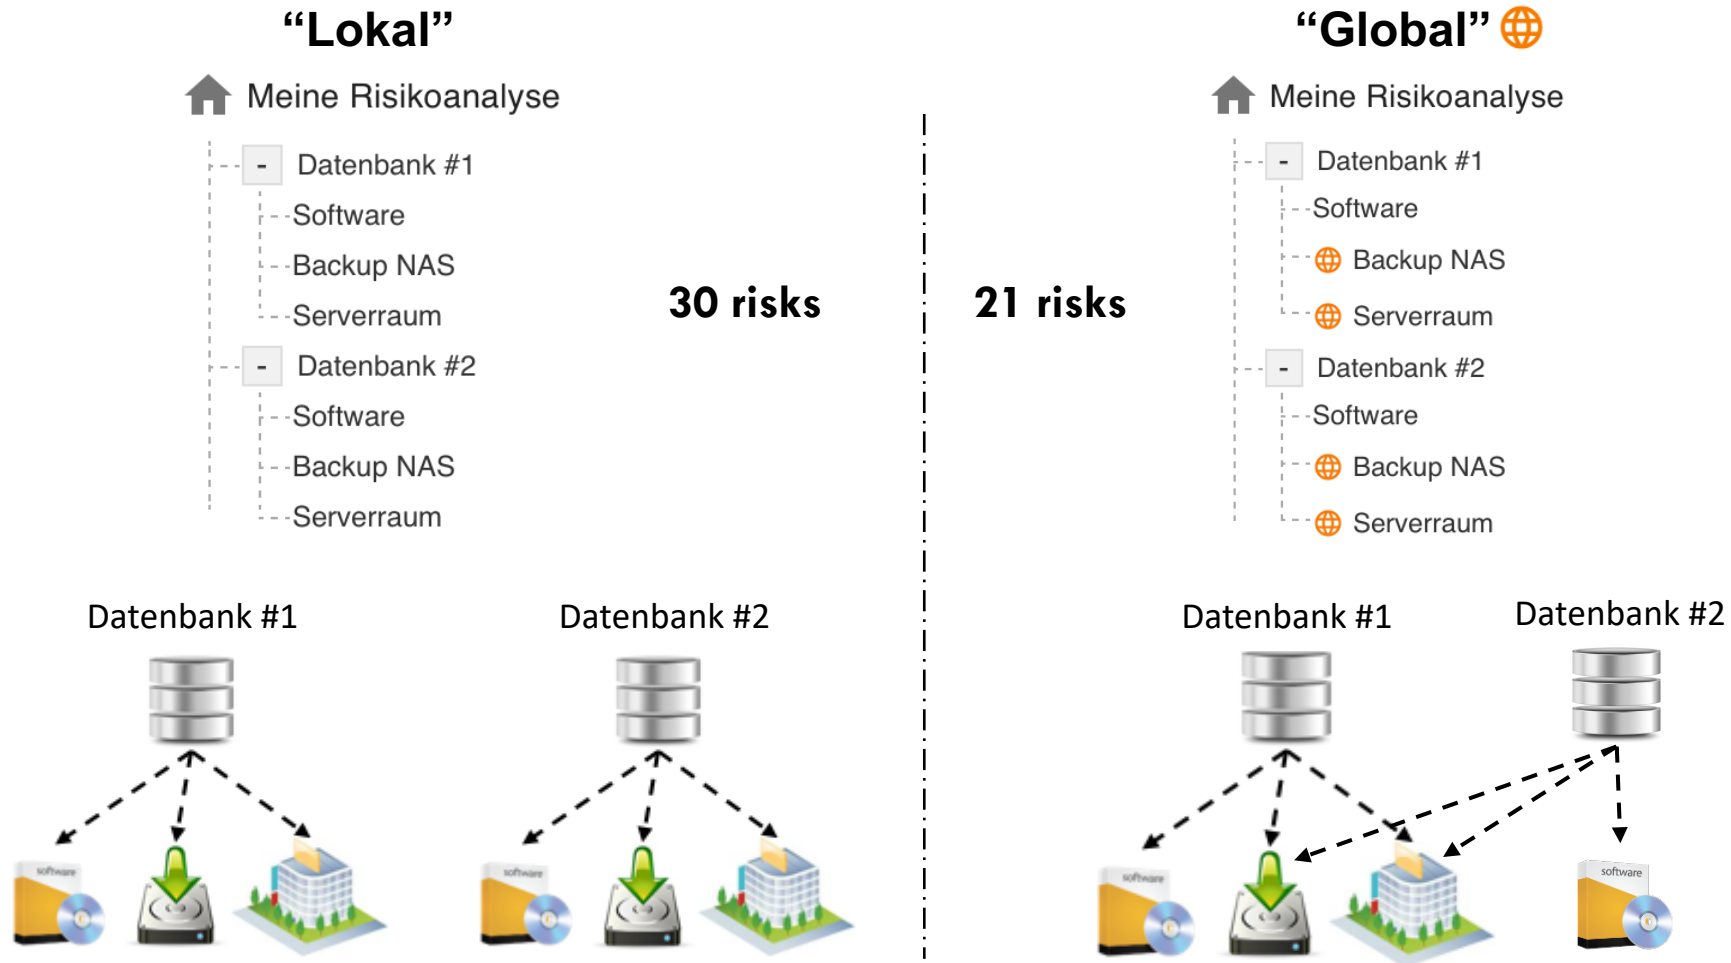 “Lokal”
Meine Risikoanalyse
- Datenbank #1
Software
Backup NAS
Serverraum
- Datenbank #2
Software
Backup NAS
Serverraum
30 risks
“Global”
Meine Risikoanalyse
- Datenbank #1
Software
Backup NAS
Serverraum
- Datenbank #2
Software
Backup NAS
Serverraum
21 risks
Datenbank #1
Datenbank #2
software
software
Datenbank #1
Datenbank #2
software
software